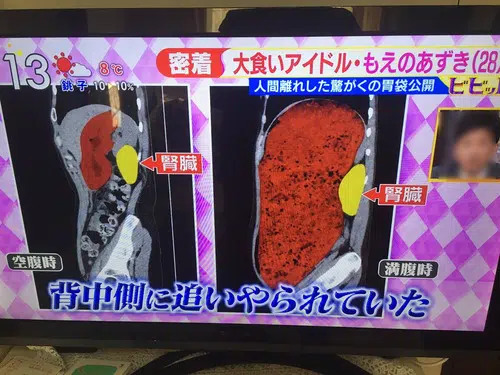 13
8℃
銚子 10% 10%
密着 大食いアイドル・もえのあずき(28)
人間離れした驚がくの胃袋公開
ビビッ
腎臓
腎臓
空腹時
満腹時
背中側に追いやられていた